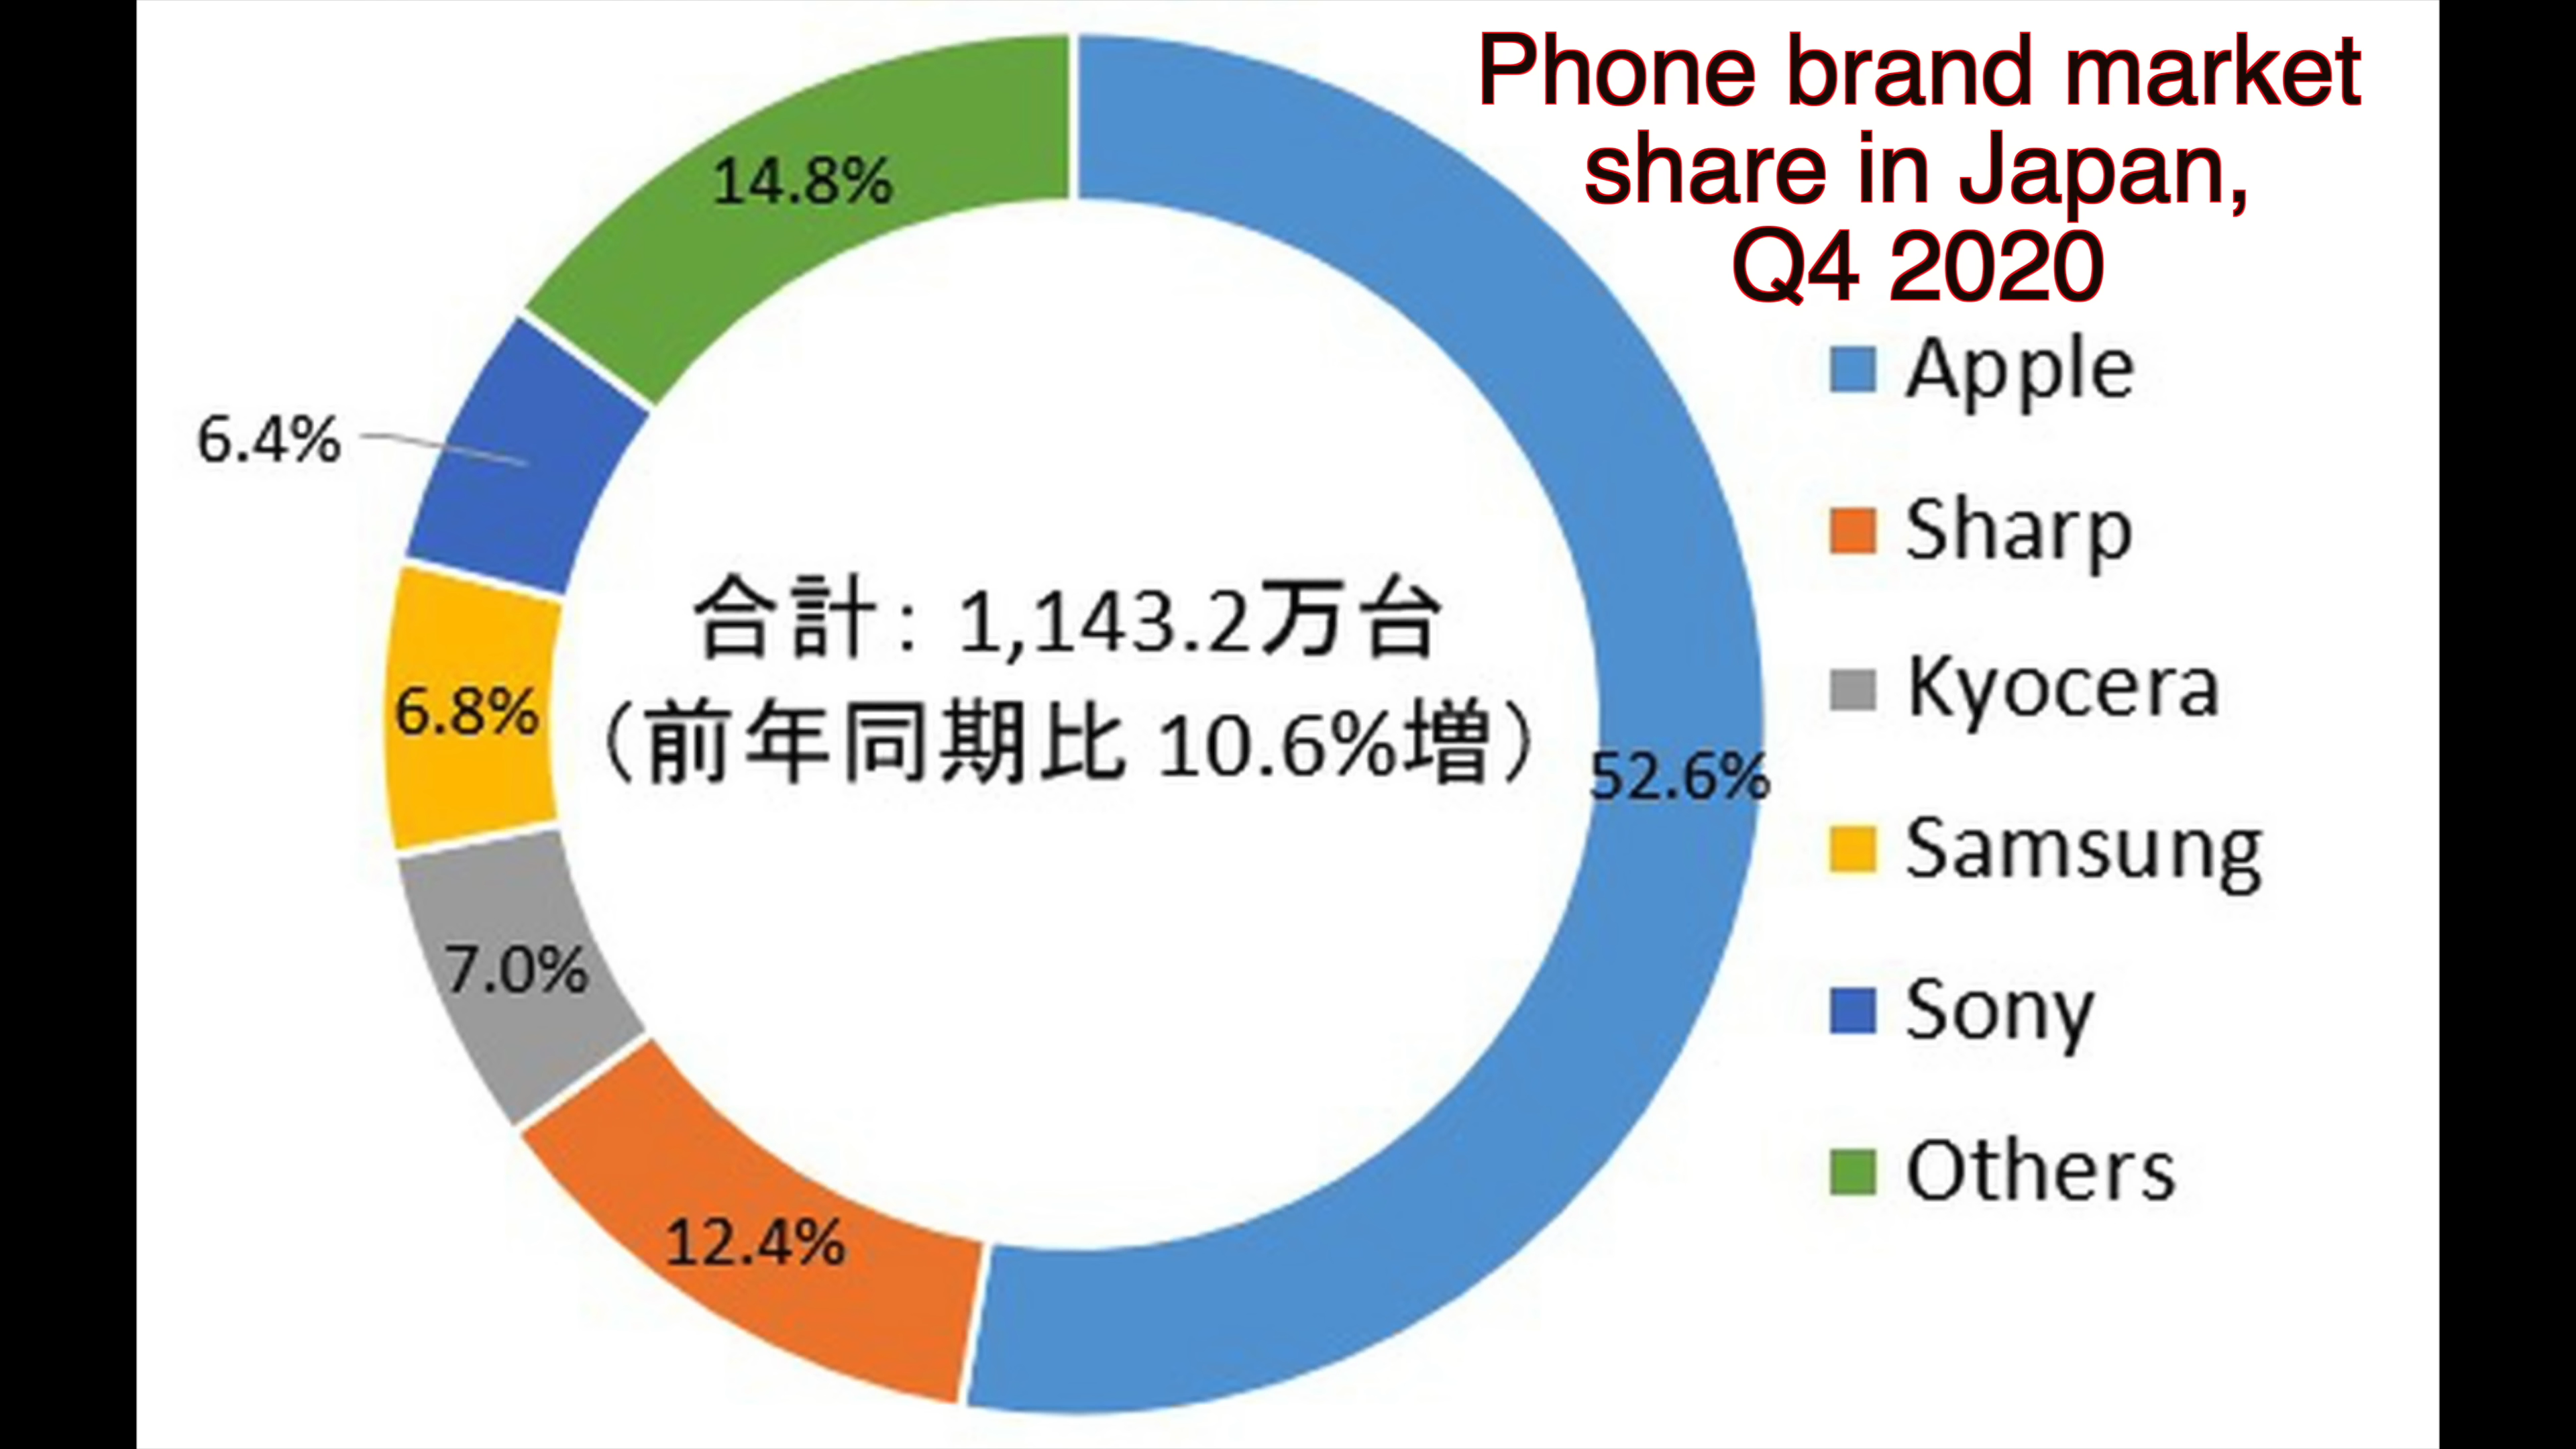 Phone brand market
share in Japan,
Q4 2020
14.8%
6.4%
6.8%
7.0%
12.4%
52.6%
合計: 1,143.2万台
（前年同期比 10.6%増）
Apple
Sharp
Kyocera
Samsung
Sony
Others